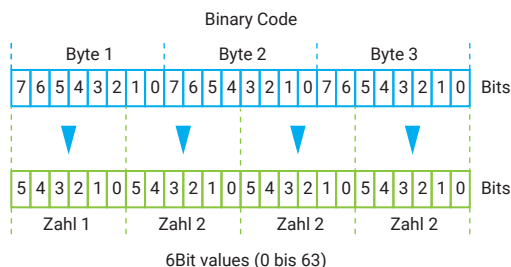 Binary Code
Byte 1 Byte 2 Byte 3
7 6 5 4 3 2 1 0 7 6 5 4 3 2 1 0 7 6 5 4 3 2 1 0 Bits
5 4 3 2 1 0 5 4 3 2 1 0 5 4 3 2 1 0 5 4 3 2 1 0 Bits
Zahl 1 Zahl 2 Zahl 2 Zahl 2
6Bit values (0 bis 63)